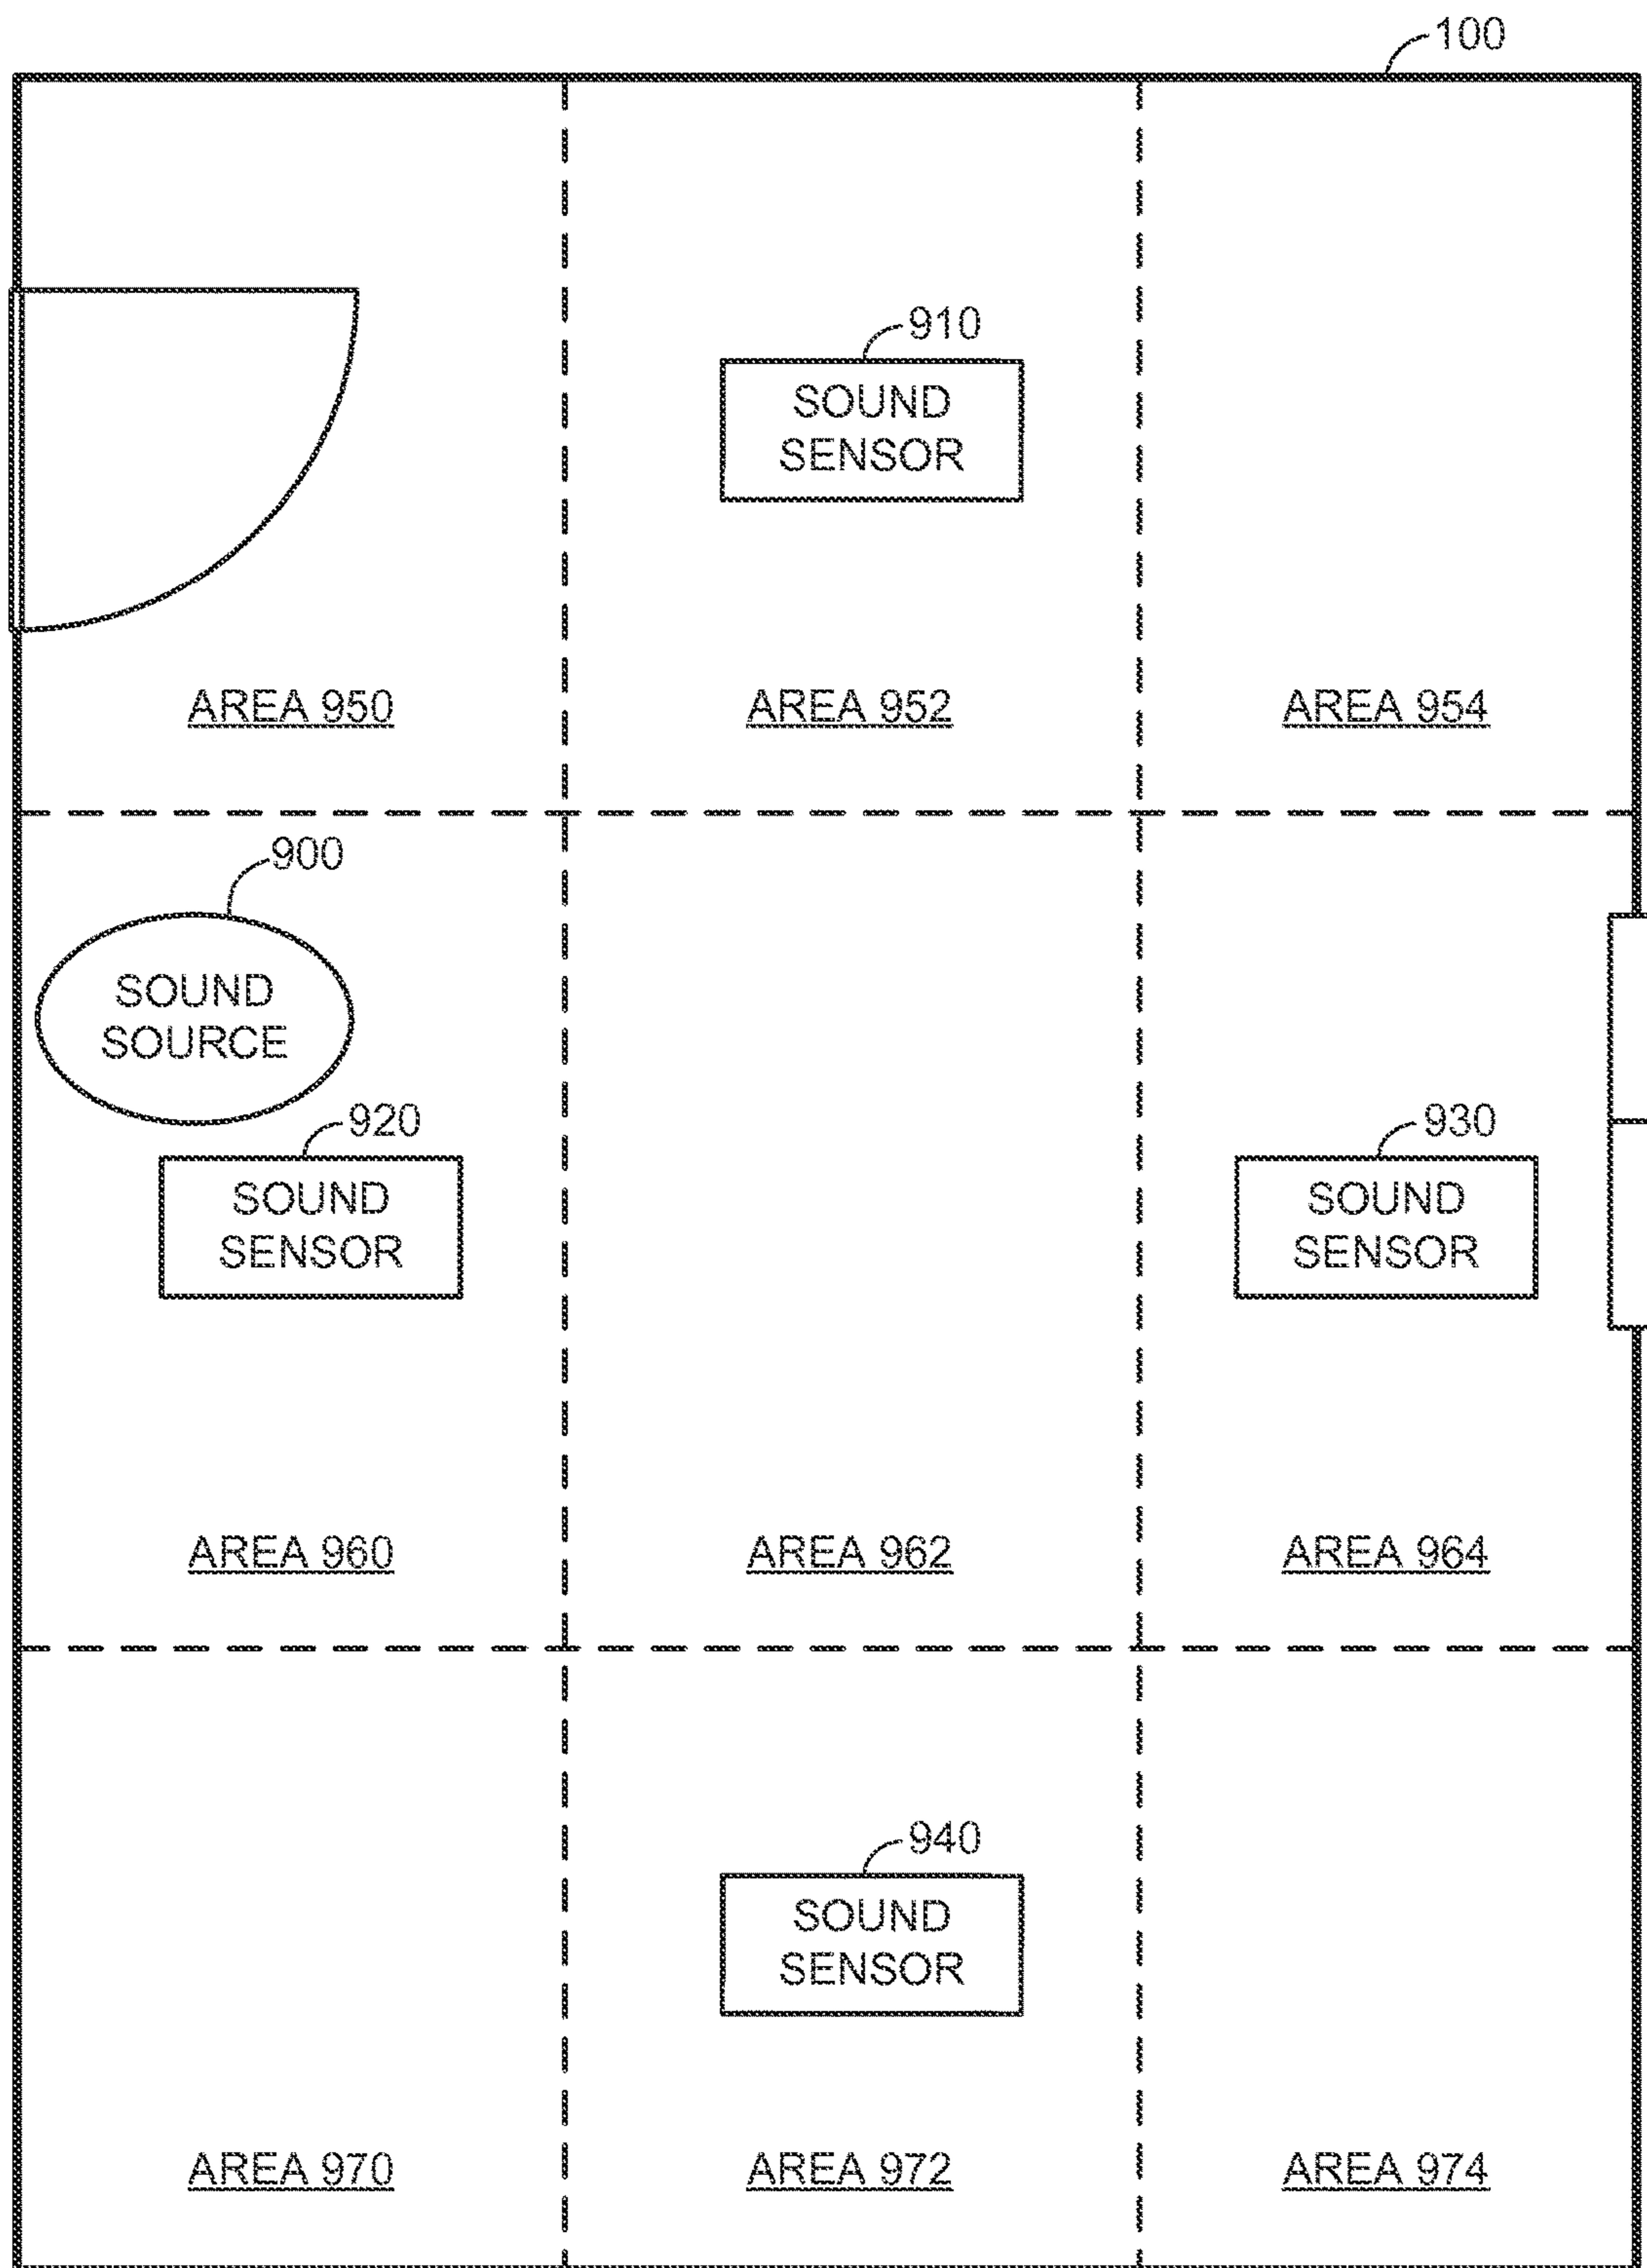 100
910
SOUND
SENSOR
AREA 950
AREA 952
AREA 954
900
SOUND
SOURCE
920
SOUND
SENSOR
930
SOUND
SENSOR
AREA 960
AREA 962
AREA 964
940
SOUND
SENSOR
AREA 970
AREA 972
AREA 974